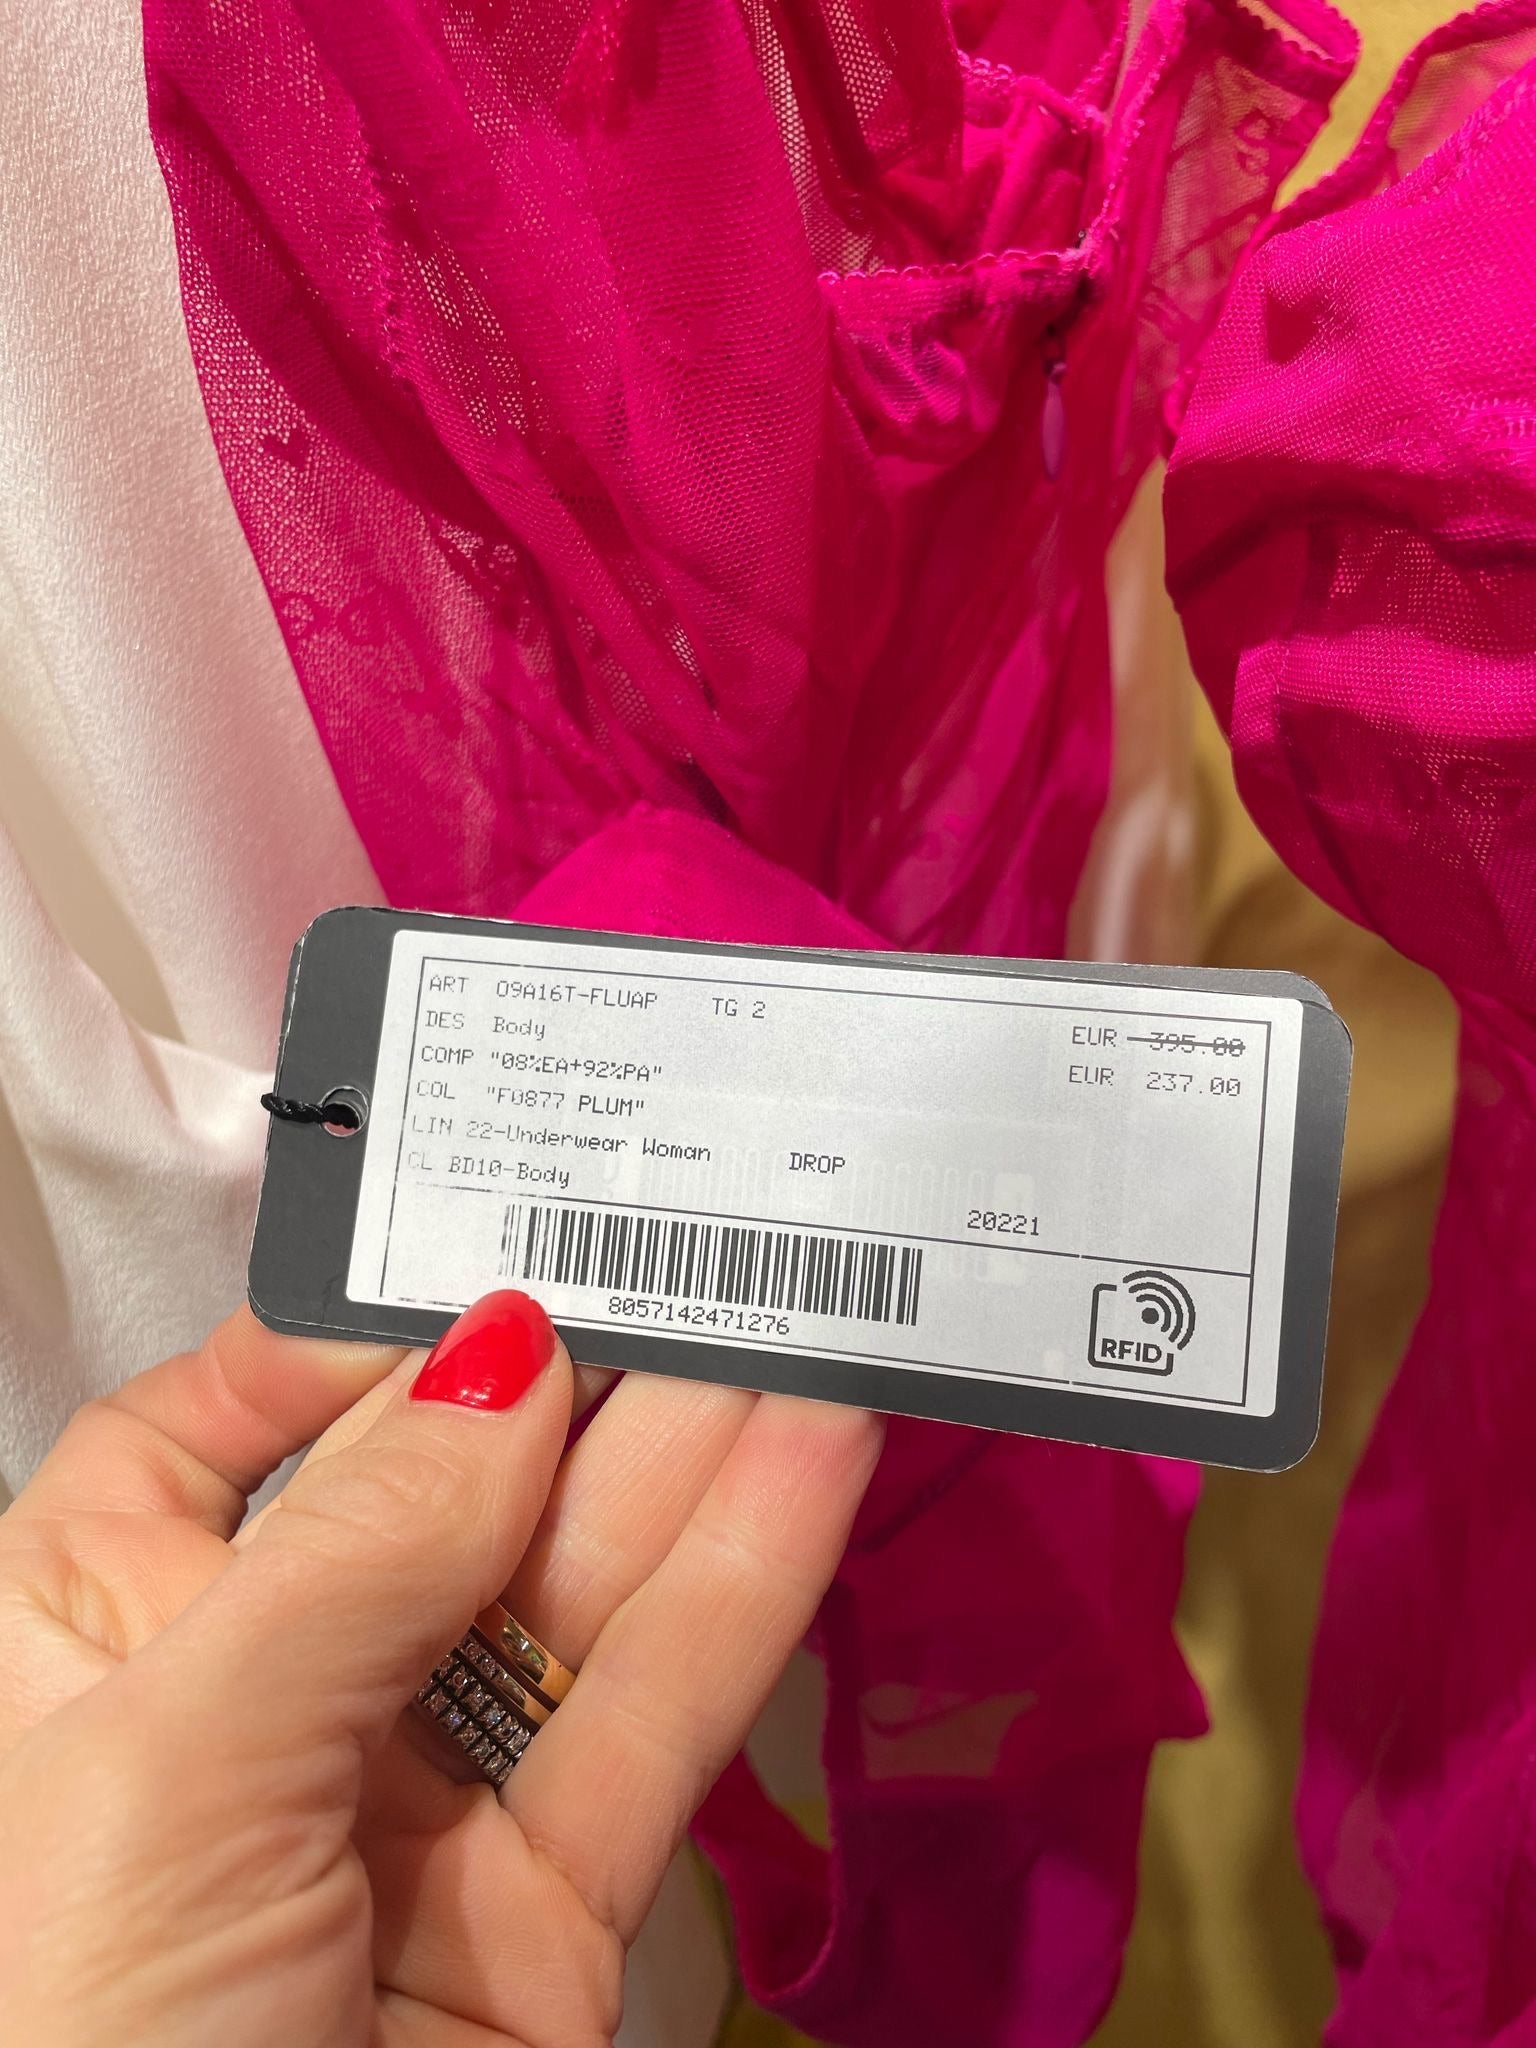 ART 09A16T-FLUAP TG 2
DES Body
EUR 395.00
COMP "08%EA+92%PA"
EUR 237.00
COL "F0877 PLUM"
LIN 22-Underwear Woman DROP
CL BD10-Body
20221
8057142471276
RFID